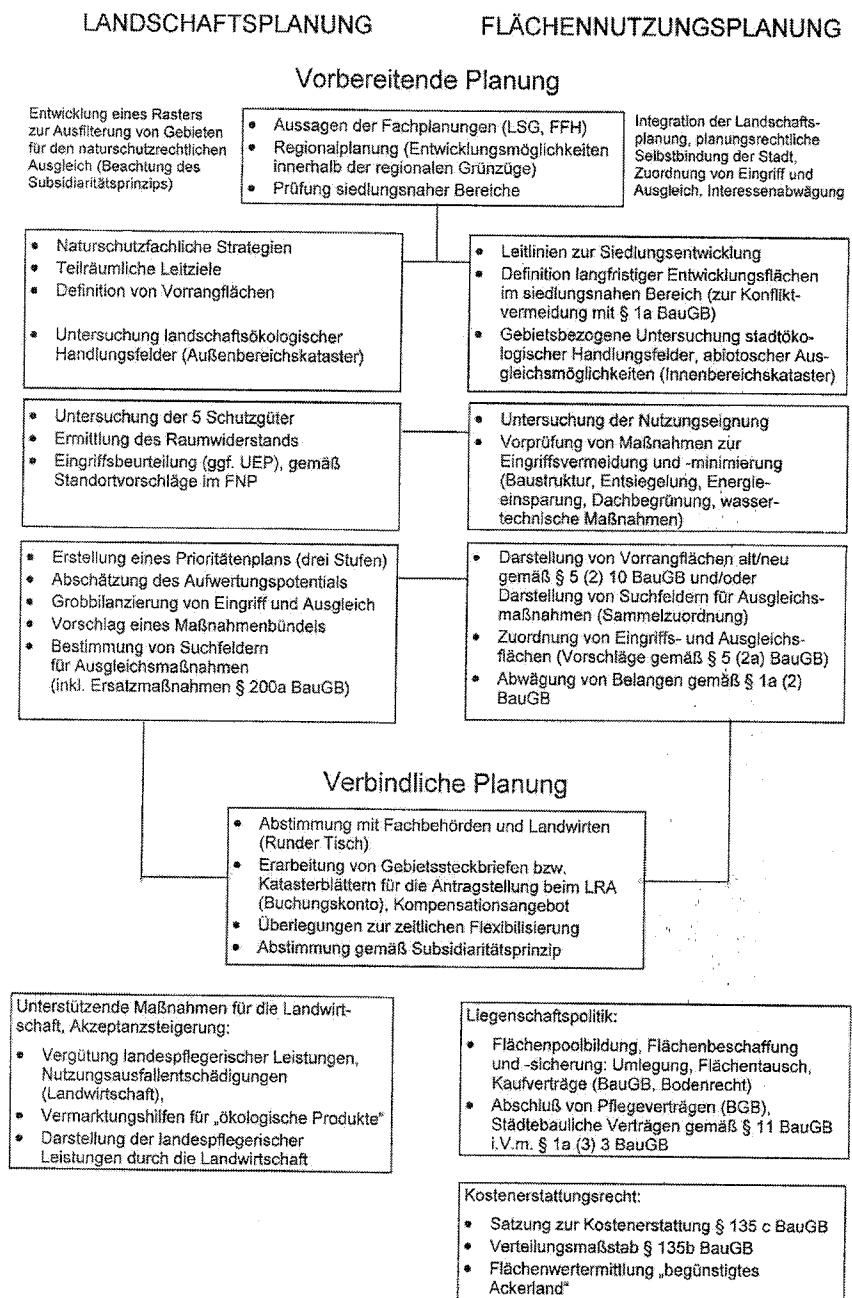 LANDSCHAFTSPLANUNG
FLÄCHENNUTZUNGSPLANUNG
Vorbereitende Planung
Entwicklung eines Rasters
zur Ausfilterung von Gebieten
für den naturschutzrechtlichen
Ausgleich (Beachtung des
Subsidiaritätsprinzips)
• Aussagen der Fachplanungen (LSG, FFH)
• Regionalplanung (Entwicklungsmöglichkeiten
innerhalb der regionalen Grünzüge)
• Prüfung siedlungsnaher Bereiche
Integration der Landschafts-
planung, planungsrechtliche
Selbstbindung der Stadt,
Zuordnung von Eingriff und
Ausgleich, Interessenabwägung
• Naturschutzfachliche Strategien
• Teilräumliche Leitziele
• Definition von Vorrangflächen
• Untersuchung landschaftsökologischer
Handlungsfelder (Außenbereichskataster)
• Leitlinien zur Siedlungsentwicklung
• Definition langfristiger Entwicklungsflächen
im siedlungsnahen Bereich (zur Konflikt-
vermeidung mit § 1a BauGB)
• Gebietsbezogene Untersuchung stadtöko-
logischer Handlungsfelder, abiotoscher Aus-
gleichsmöglichkeiten (Innenbereichskataster)
• Untersuchung der 5 Schutzgüter
• Ermittlung des Raumwiderstands
• Eingriffsbeurteilung (ggf. UEP), gemäß
Standortvorschläge im FNP
• Untersuchung der Nutzungseignung
• Vorprüfung von Maßnahmen zur
Eingriffsvermeidung und -minimierung
(Baustruktur, Entsiegelung, Energie-
einsparung, Dachbegrünung, wasser-
technische Maßnahmen)
• Erstellung eines Prioritätenplans (drei Stufen)
• Abschätzung des Aufwertungspotentials
• Grobbilanzierung von Eingriff und Ausgleich
• Vorschlag eines Maßnahmenbündels
• Bestimmung von Suchfeldern
für Ausgleichsmaßnahmen
(inkl. Ersatzmaßnahmen § 200a BauGB)
• Darstellung von Vorrangflächen alt/neu
gemäß § 5 (2) 10 BauGB und/oder
Darstellung von Suchfeldern für Ausgleichs-
maßnahmen (Sammelzuordnung)
• Zuordnung von Eingriffs- und Ausgleichs-
flächen (Vorschläge gemäß § 5 (2a) BauGB)
• Abwägung von Belangen gemäß § 1a (2)
BauGB
Verbindliche Planung
• Abstimmung mit Fachbehörden und Landwirten
(Runder Tisch)
• Erarbeitung von Gebietssteckbriefen bzw.
Katasterblättern für die Antragstellung beim LRA
(Buchungskonto), Kompensationsangebot
• Überlegungen zur zeitlichen Flexibilisierung
• Abstimmung gemäß Subsidiaritätsprinzip
Unterstützende Maßnahmen für die Landwirt-
schaft, Akzeptanzsteigerung:
• Vergütung landespflegerischer Leistungen,
Nutzungsausfallentschädigungen
(Landwirtschaft),
• Vermarktungshilfen für „ökologische Produkte“
• Darstellung der landespflegerischer
Leistungen durch die Landwirtschaft
Liegenschaftspolitik:
• Flächenpoolbildung, Flächenbeschaffung
und -sicherung: Umlegung, Flächentausch,
Kaufverträge (BauGB, Bodenrecht)
• Abschluß von Pflegeverträgen (BGB),
Städtebauliche Verträgen gemäß § 11 BauGB
i.V.m. § 1a (3) 3 BauGB
Kostenerstattungsrecht:
• Satzung zur Kostenerstattung § 135 c BauGB
• Verteilungsmaßstab § 135b BauGB
• Flächenwertermittlung „begünstigtes
Ackerland“